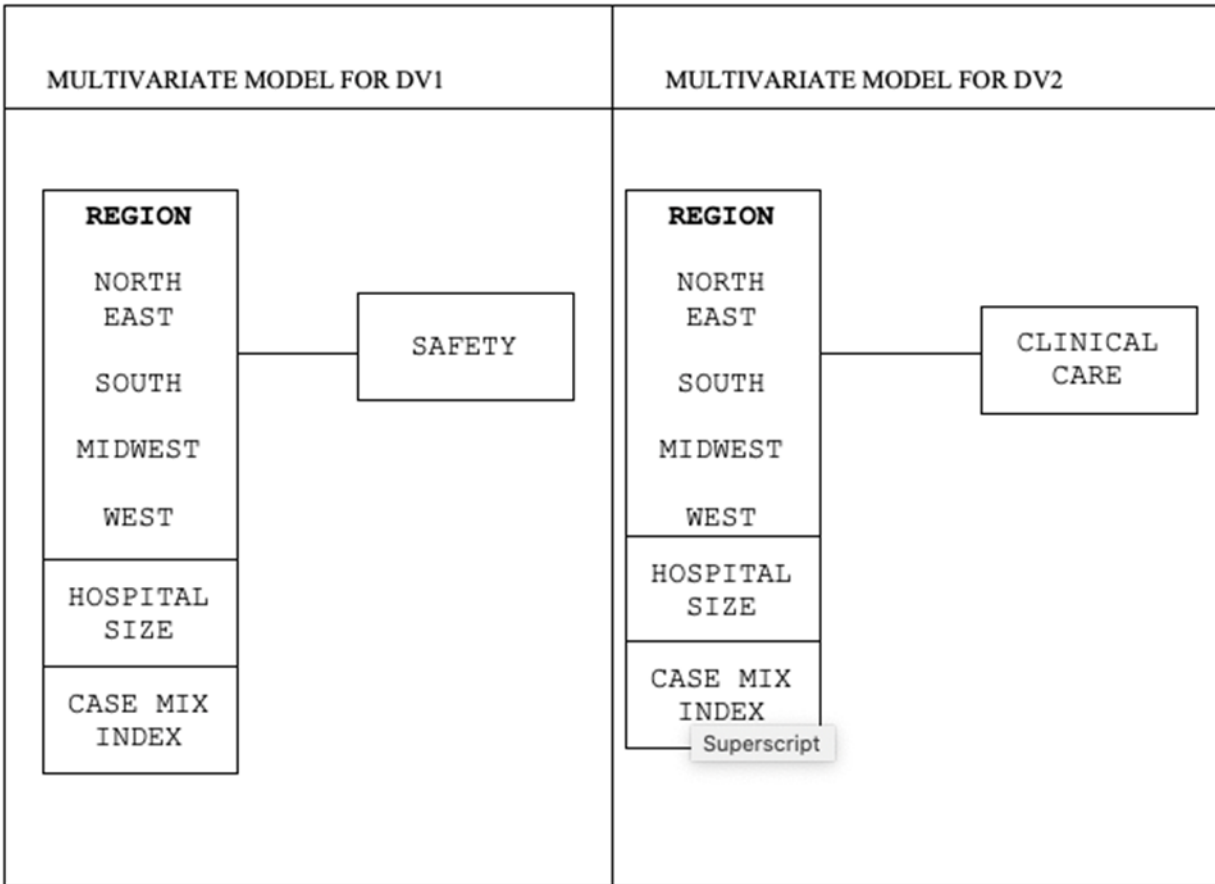 MULTIVARIATE MODEL FOR DV1
REGION
NORTH
EAST
SOUTH
MIDWEST
WEST
HOSPITAL
SIZE
CASE MIX
INDEX
SAFETY
MULTIVARIATE MODEL FOR DV2
REGION
NORTH
EAST
SOUTH
MIDWEST
WEST
HOSPITAL
SIZE
CASE MIX
INDEX
Superscript
CLINICAL
CARE